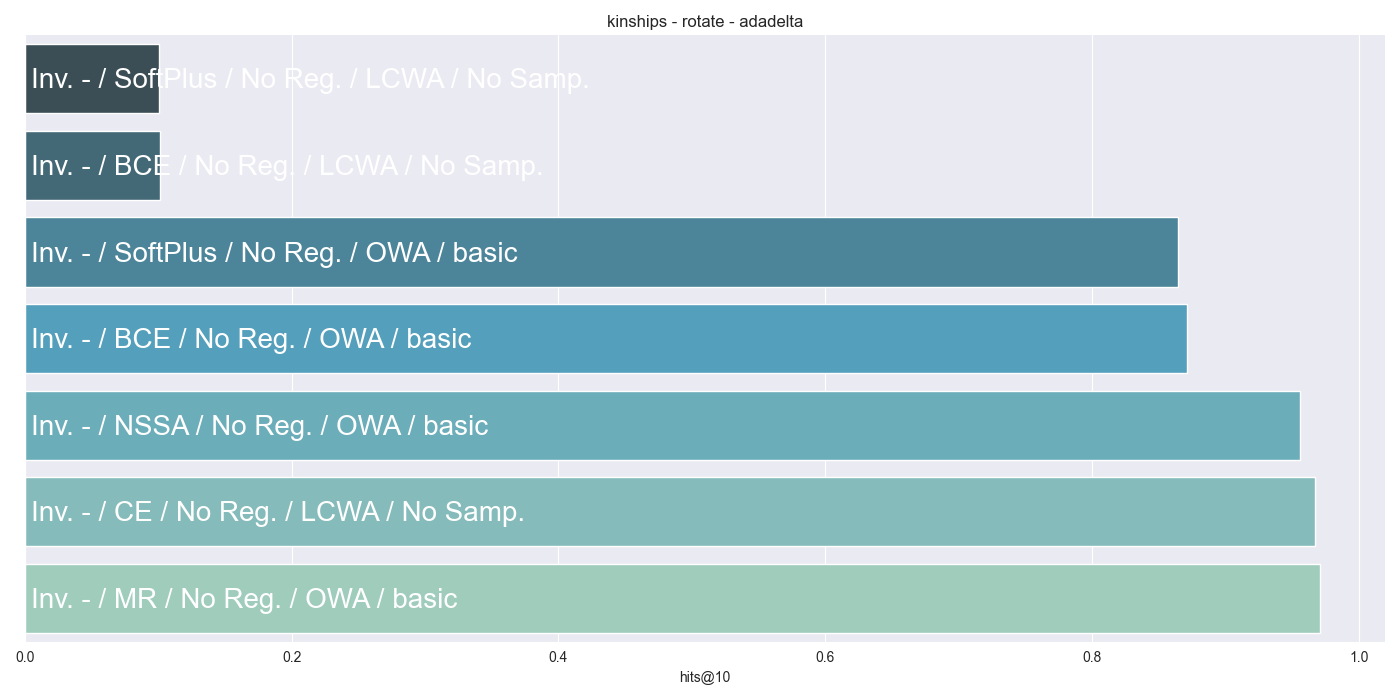 kinships - rotate - adadelta
Inv. - / SoftPlus / No Reg. / LCWA / No Samp.
Inv. - / BCE / No Reg. / LCWA / No Samp.
Inv. - / SoftPlus / No Reg. / OWA / basic
Inv. - / BCE / No Reg. / OWA / basic
Inv. - / NSSA / No Reg. / OWA / basic
Inv. - / CE / No Reg. / LCWA / No Samp.
Inv. - / MR / No Reg. / OWA / basic
0.0 0.2 0.4 0.6 0.8 1.0
hits@10